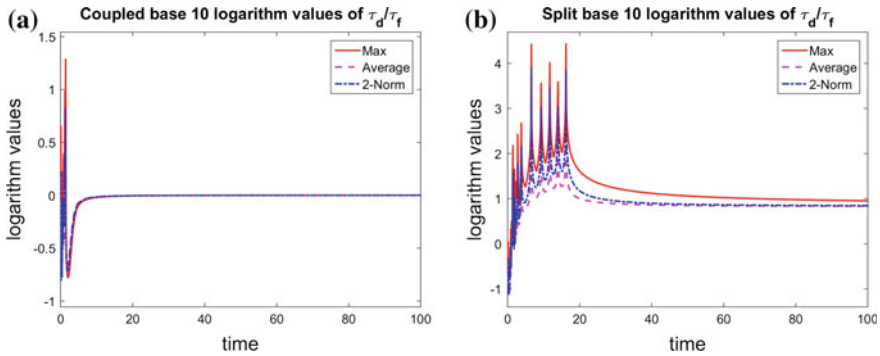 (a)
Coupled base 10 logarithm values of τd/τf
1.5
1
0.5
0
-0.5
-1
logarithm values
Max
Average
2-Norm
0
20
40
60
80
100
time
(b)
Split base 10 logarithm values of τd/τf
4
3
2
1
0
-1
logarithm values
Max
Average
2-Norm
0
20
40
60
80
100
time